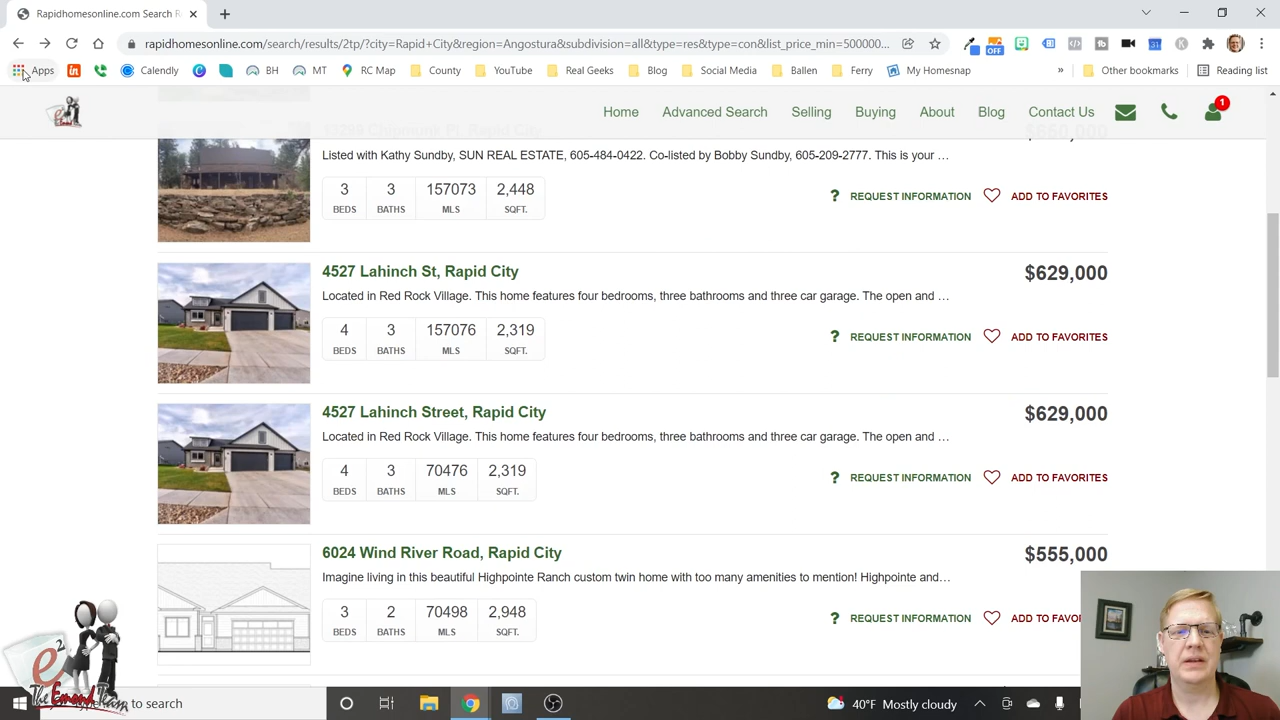 Rapidhomesonline.com Search R
rapidhomesonline.com/search/results/2tp/?city=Rapid+City&region=Angostura&subdivision=all&type=res&type=con&list_price_min=500000...
OFF
31
K
Apps
in
Calendly
BH
MT
RC Map
County
YouTube
Real Geeks
Blog
Social Media
Ballen
Ferry
My Homesnap
»
Other bookmarks
Reading list
Home
Advanced Search
Selling
Buying
About
Blog
Contact Us
1
Listed with Kathy Sundby, SUN REAL ESTATE, 605-484-0422. Co-listed by Bobby Sundby, 605-209-2777. This is your …
3 3 157073 2,448
BEDS BATHS MLS SQFT.
? REQUEST INFORMATION ADD TO FAVORITES
4527 Lahinch St, Rapid City
$629,000
Located in Red Rock Village. This home features four bedrooms, three bathrooms and three car garage. The open and …
4 3 157076 2,319
BEDS BATHS MLS SQFT.
? REQUEST INFORMATION ADD TO FAVORITES
4527 Lahinch Street, Rapid City
$629,000
Located in Red Rock Village. This home features four bedrooms, three bathrooms and three car garage. The open and …
4 3 70476 2,319
BEDS BATHS MLS SQFT.
? REQUEST INFORMATION ADD TO FAVORITES
6024 Wind River Road, Rapid City
$555,000
Imagine living in this beautiful Highpointe Ranch custom twin home with too many amenities to mention! Highpointe and…
3 2 70498 2,948
BEDS BATHS MLS SQFT.
? REQUEST INFORMATION ADD TO
e2
The Emond Team
to search
40°F Mostly cloudy